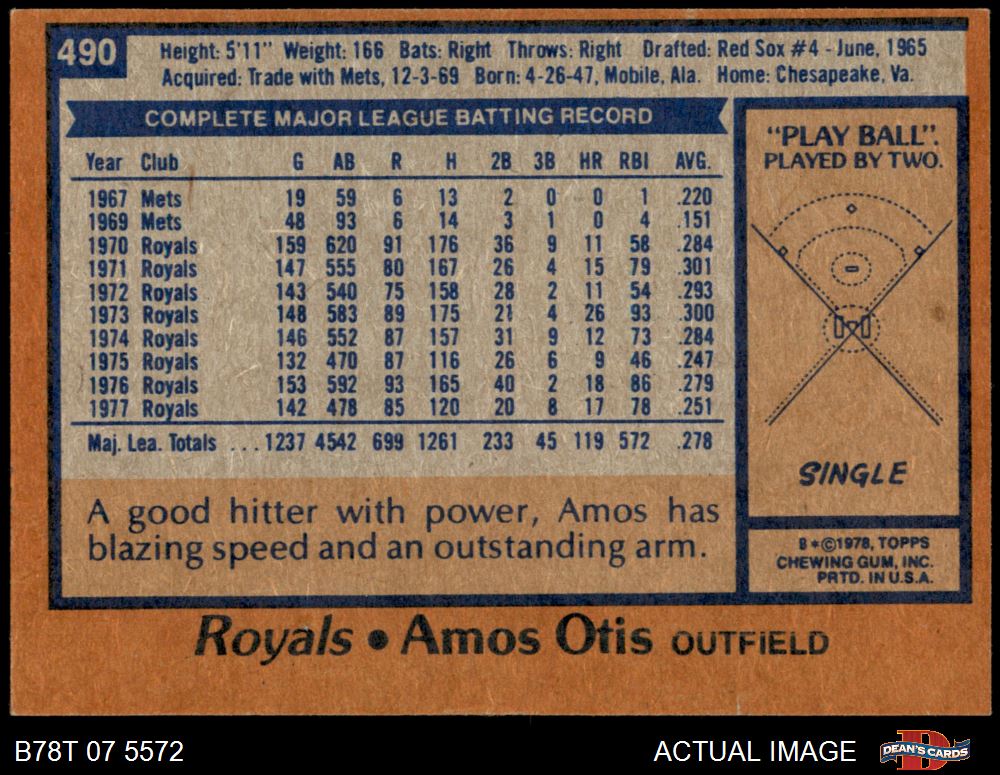 490
Height: 5'11" Weight: 166 Bats: Right Throws: Right Drafted: Red Sox #4 - June, 1965
Acquired: Trade with Mets, 12-3-69 Born: 4-26-47, Mobile, Ala. Home: Chesapeake, Va.
COMPLETE MAJOR LEAGUE BATTING RECORD
Year Club G AB R H 2B 3B HR RBI AVG.
1967 Mets 19 59 6 13 2 0 0 1 .220
1969 Mets 48 93 6 14 3 1 0 4 .151
1970 Royals 159 620 91 176 36 9 11 58 .284
1971 Royals 147 555 80 167 26 4 15 79 .301
1972 Royals 143 540 75 158 28 2 11 54 .293
1973 Royals 148 583 89 175 21 4 26 93 .300
1974 Royals 146 552 87 157 31 9 12 73 .284
1975 Royals 132 470 87 116 26 6 9 46 .247
1976 Royals 153 592 93 165 40 2 18 86 .279
1977 Royals 142 478 85 120 20 8 17 78 .251
Maj. Lea. Totals ... 1237 4542 699 1261 233 45 119 572 .278
A good hitter with power, Amos has
blazing speed and an outstanding arm.
"PLAY BALL".
PLAYED BY TWO.
SINGLE
B*©1978, TOPPS
CHEWING GUM, INC.
PRTD. IN U.S.A.
Royals • Amos Otis OUTFIELD
B78T 07 5572
ACTUAL IMAGE
D
DEAN'S CARDS